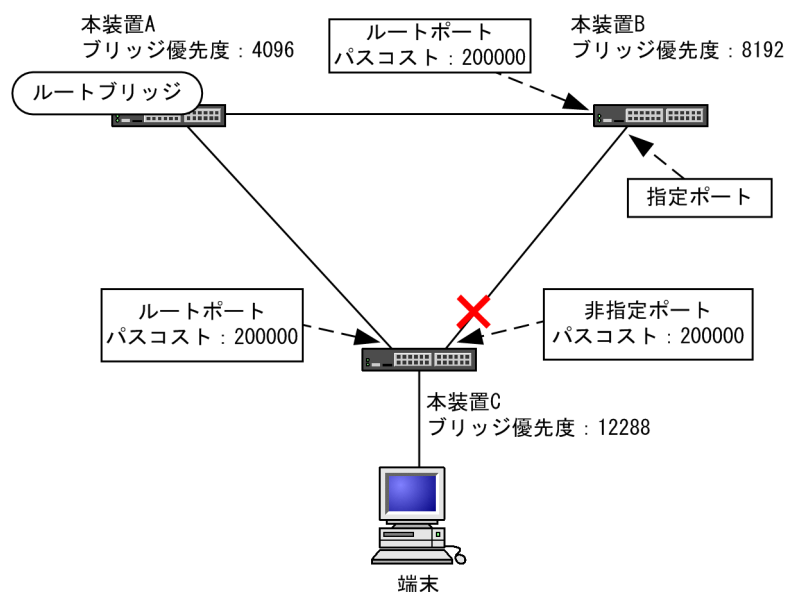 本装置A
ブリッジ優先度：4096
ルートブリッジ
ルートポート
パスコスト：200000
本装置B
ブリッジ優先度：8192
指定ポート
ルートポート
パスコスト：200000
非指定ポート
パスコスト：200000
本装置C
ブリッジ優先度：12288
端末